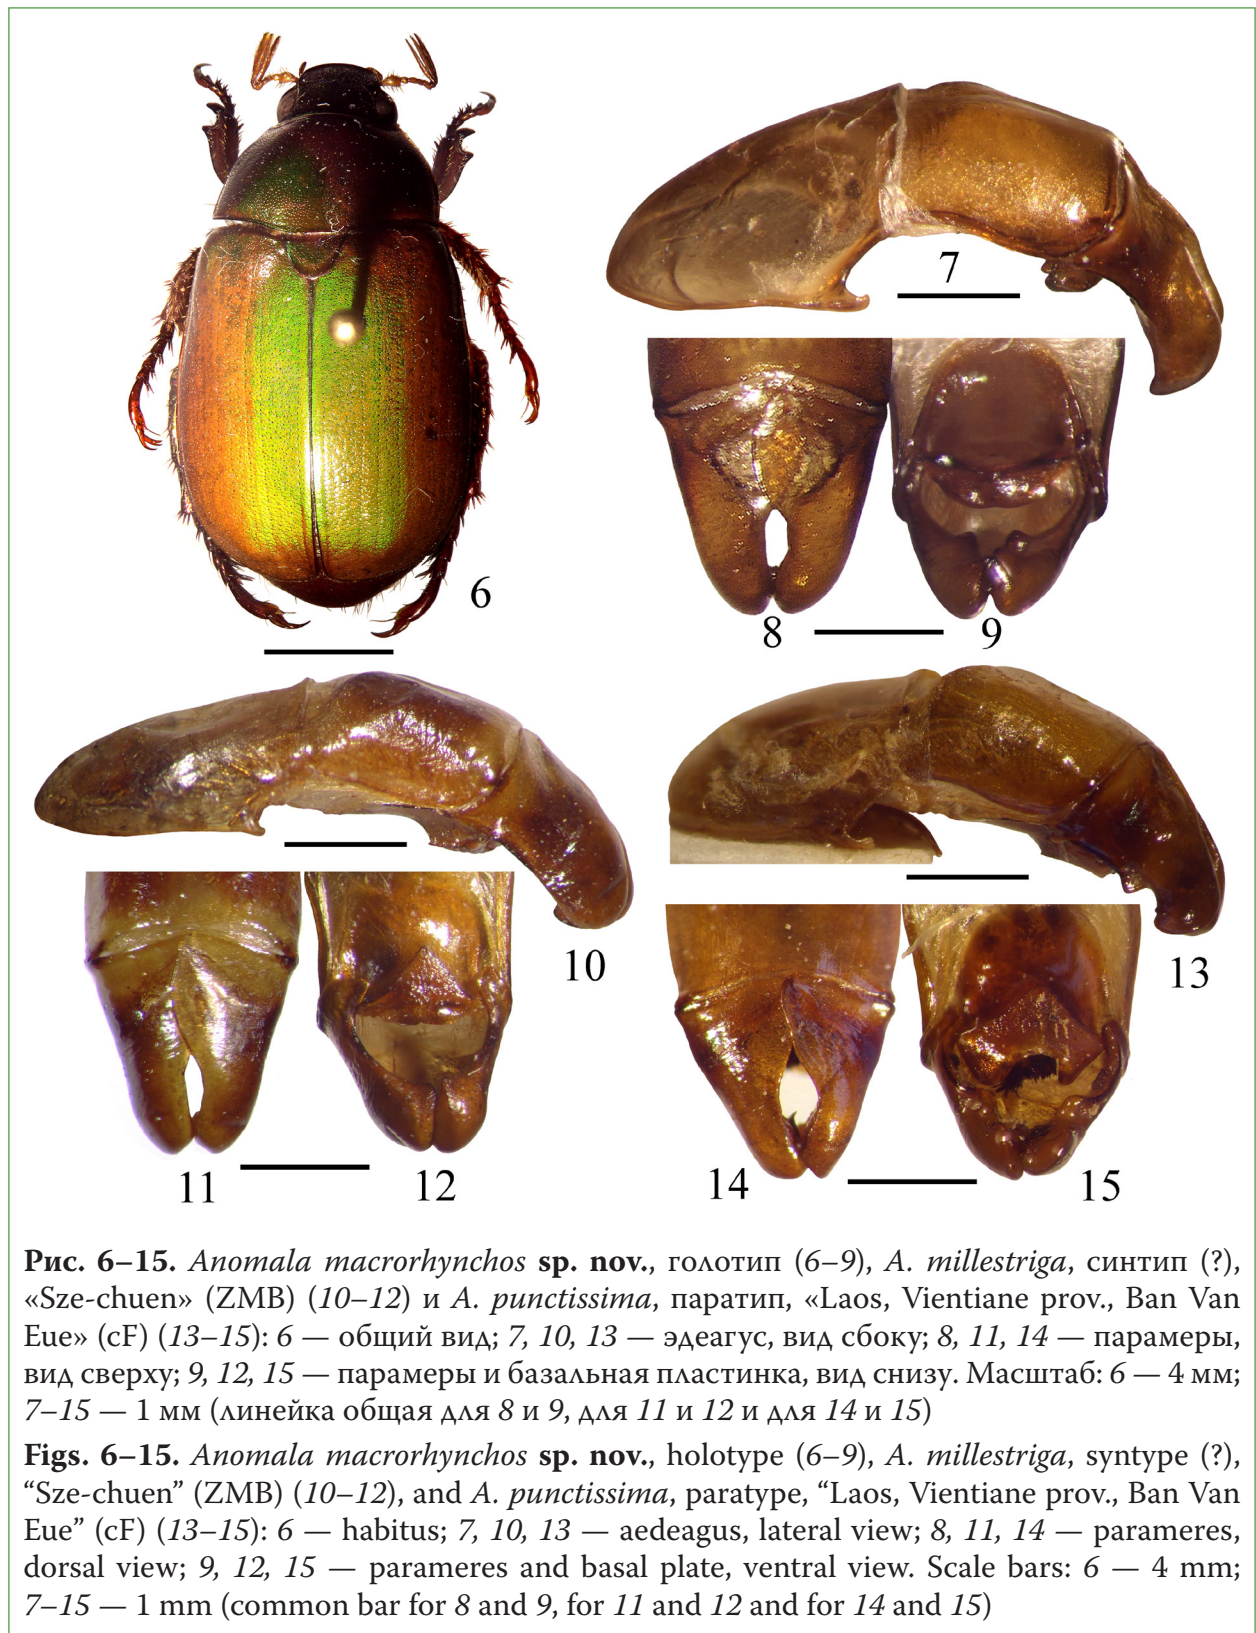 6
7
8
9
10
11
12
13
14
15
Рис. 6–15. Anomala macrorhynchos sp. nov., голотип (6–9), A. millestriga, синтип (?),
«Sze-chuen» (ZMB) (10–12) и A. punctissima, паратип, «Laos, Vientiane prov., Ban Van
Eue» (cF) (13–15): 6 — общий вид; 7, 10, 13 — эдеагус, вид сбоку; 8, 11, 14 — парамеры,
вид сверху; 9, 12, 15 — парамеры и базальная пластинка, вид снизу. Масштаб: 6 — 4 мм;
7–15 — 1 мм (линейка общая для 8 и 9, для 11 и 12 и для 14 и 15)
Figs. 6–15. Anomala macrorhynchos sp. nov., holotype (6–9), A. millestriga, syntype (?),
“Sze-chuen” (ZMB) (10–12), and A. punctissima, paratype, “Laos, Vientiane prov., Ban Van
Eue” (cF) (13–15): 6 — habitus; 7, 10, 13 — aedeagus, lateral view; 8, 11, 14 — parameres,
dorsal view; 9, 12, 15 — parameres and basal plate, ventral view. Scale bars: 6 — 4 mm;
7–15 — 1 mm (common bar for 8 and 9, for 11 and 12 and for 14 and 15)